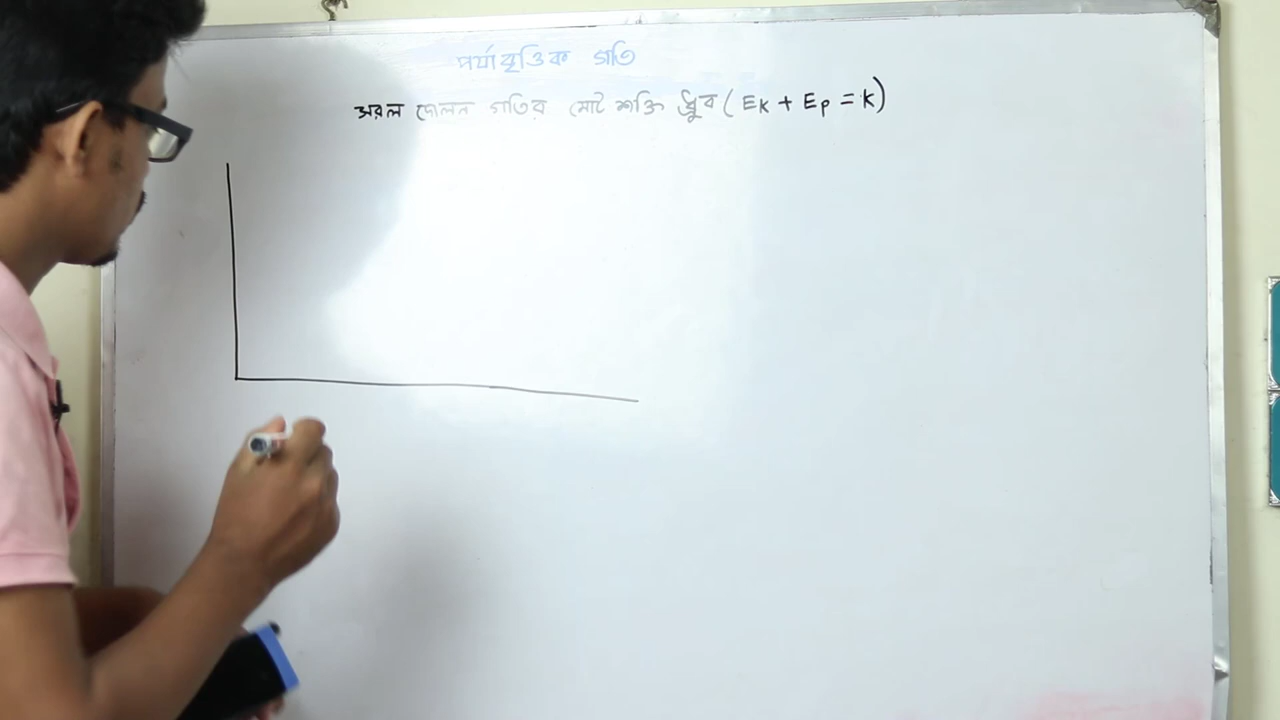 পর্যাবৃত্তিক গতি
সরল দোলন গতির মোট শক্তি ধ্রুব ( Eₖ + Eₚ = K )